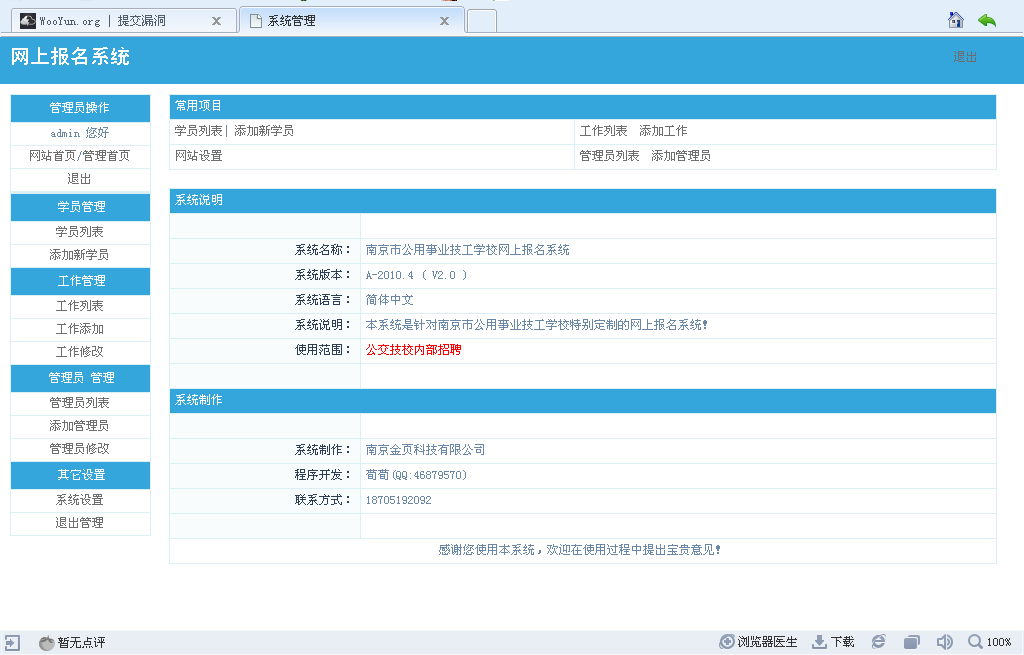 WooYun.org | 提交漏洞
系统管理
网上报名系统
退出
管理员操作
admin 您好
网站首页/管理首页
退出
学员管理
学员列表
添加新学员
工作管理
工作列表
工作添加
工作修改
管理员 管理
管理员列表
添加管理员
管理员修改
其它设置
系统设置
退出管理
常用项目
学员列表| 添加新学员
工作列表 添加工作
网站设置
管理员列表 添加管理员
系统说明
系统名称： 南京市公用事业技工学校网上报名系统
系统版本： A-2010.4 ( V2.0 )
系统语言： 简体中文
系统说明： 本系统是针对南京市公用事业技工学校特别定制的网上报名系统!
使用范围： 公交技校内部招聘
系统制作
系统制作： 南京金页科技有限公司
程序开发： 荀荀(QQ:46879570)
联系方式： 18705192092
感谢您使用本系统，欢迎在使用过程中提出宝贵意见!
暂无点评
浏览器医生
下载
100%